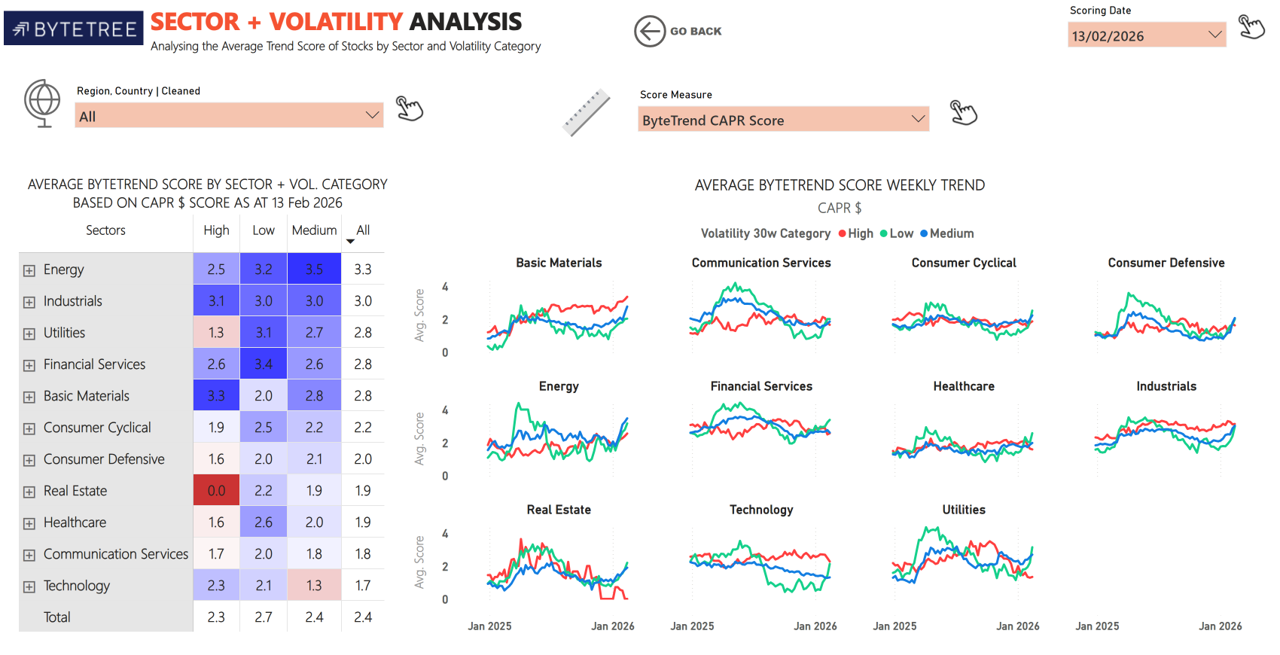 BYTETREE
SECTOR + VOLATILITY ANALYSIS
Analysing the Average Trend Score of Stocks by Sector and Volatility Category
GO BACK
Scoring Date
13/02/2026
Region, Country | Cleaned
All
Score Measure
ByteTrend CAPR Score
AVERAGE BYTETREND SCORE BY SECTOR + VOL. CATEGORY
BASED ON CAPR $ SCORE AS AT 13 Feb 2026
Sectors High Low Medium All
Energy 2.5 3.2 3.5 3.3
Industrials 3.1 3.0 3.0 3.0
Utilities 1.3 3.1 2.7 2.8
Financial Services 2.6 3.4 2.6 2.8
Basic Materials 3.3 2.0 2.8 2.8
Consumer Cyclical 1.9 2.5 2.2 2.2
Consumer Defensive 1.6 2.0 2.1 2.0
Real Estate 0.0 2.2 1.9 1.9
Healthcare 1.6 2.6 2.0 1.9
Communication Services 1.7 2.0 1.8 1.8
Technology 2.3 2.1 1.3 1.7
Total 2.3 2.7 2.4 2.4
AVERAGE BYTETREND SCORE WEEKLY TREND
CAPR $
Volatility 30w Category High Low Medium
Basic Materials Communication Services Consumer Cyclical Consumer Defensive
Avg. Score
4
2
0
Energy Financial Services Healthcare Industrials
Avg. Score
4
2
0
Real Estate Technology Utilities
Avg. Score
4
2
0
Jan 2025 Jan 2026 Jan 2025 Jan 2026 Jan 2025 Jan 2026 Jan 2025 Jan 2026